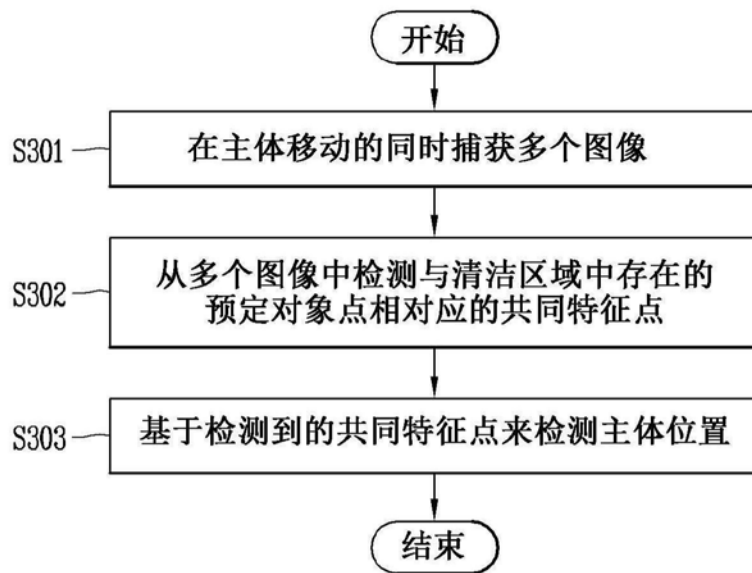 开始
S301
在主体移动的同时捕获多个图像
S302
从多个图像中检测与清洁区域中存在的
预定对象点相对应的共同特征点
S303
基于检测到的共同特征点来检测主体位置
结束